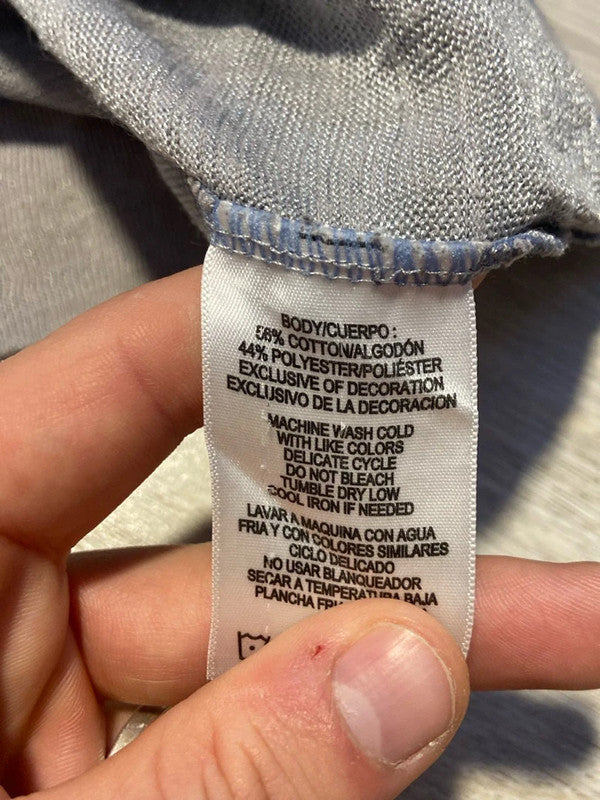 BODY/CUERPO :
56% COTTON/ALGODÓN
44% POLYESTER/POLIÉSTER
EXCLUSIVE OF DECORATION
EXCLUSIVO DE LA DECORACION
MACHINE WASH COLD
WITH LIKE COLORS
DELICATE CYCLE
DO NOT BLEACH
TUMBLE DRY LOW
COOL IRON IF NEEDED
LAVAR A MAQUINA CON AGUA
FRIA Y CON COLORES SIMILARES
CICLO DELICADO
NO USAR BLANQUEADOR
SECAR A TEMPERATURA BAJA
PLANCHA